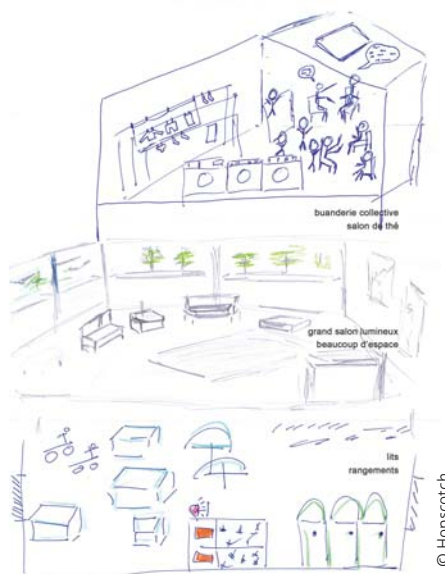 buanderie collective
salon de thé
grand salon lumineux
beaucoup d'espace
lits
rangements
© Hopscotch